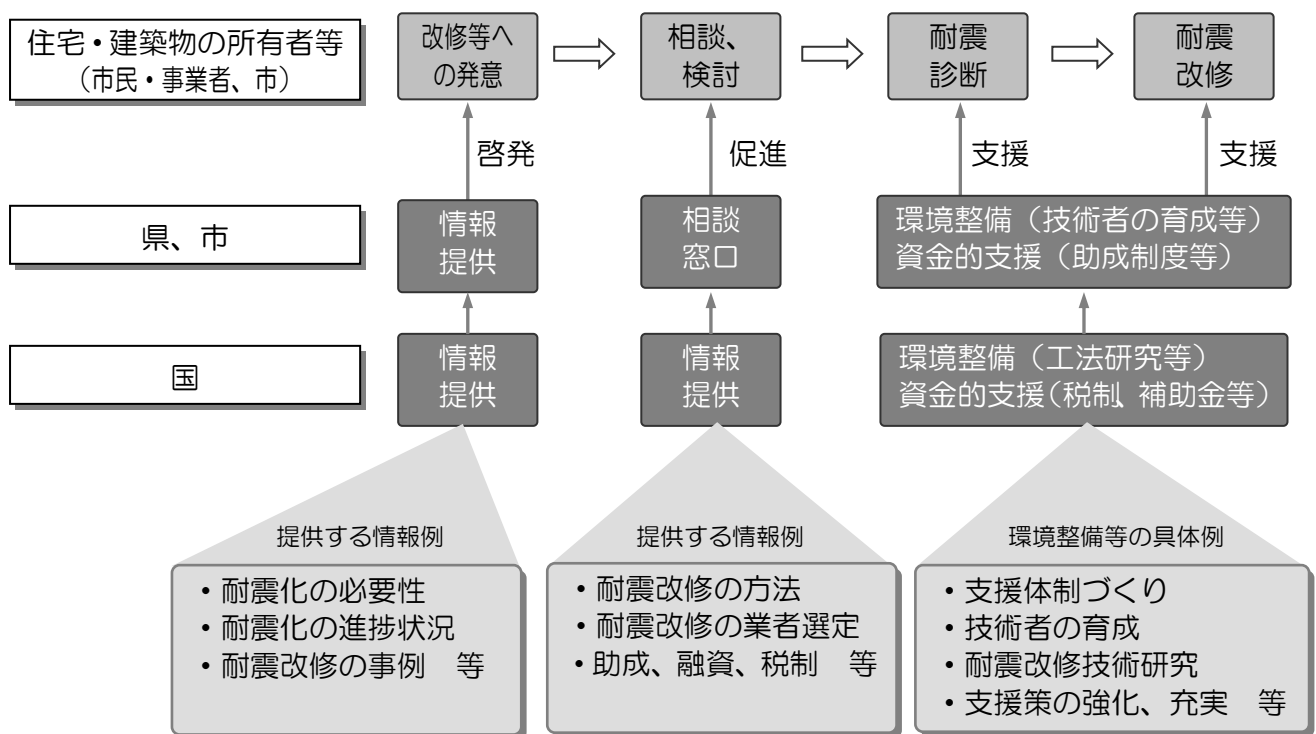 住宅・建築物の所有者等
（市民・事業者、市）
改修等へ
の発意
相談、
検討
耐震
診断
耐震
改修
啓発
促進
支援
支援
県、市
情報
提供
相談
窓口
環境整備（技術者の育成等）
資金的支援（助成制度等）
国
情報
提供
情報
提供
環境整備（工法研究等）
資金的支援（税制、補助金等）
提供する情報例
・耐震化の必要性
・耐震化の進捗状況
・耐震改修の事例　等
提供する情報例
・耐震改修の方法
・耐震改修の業者選定
・助成、融資、税制　等
環境整備等の具体例
・支援体制づくり
・技術者の育成
・耐震改修技術研究
・支援策の強化、充実　等